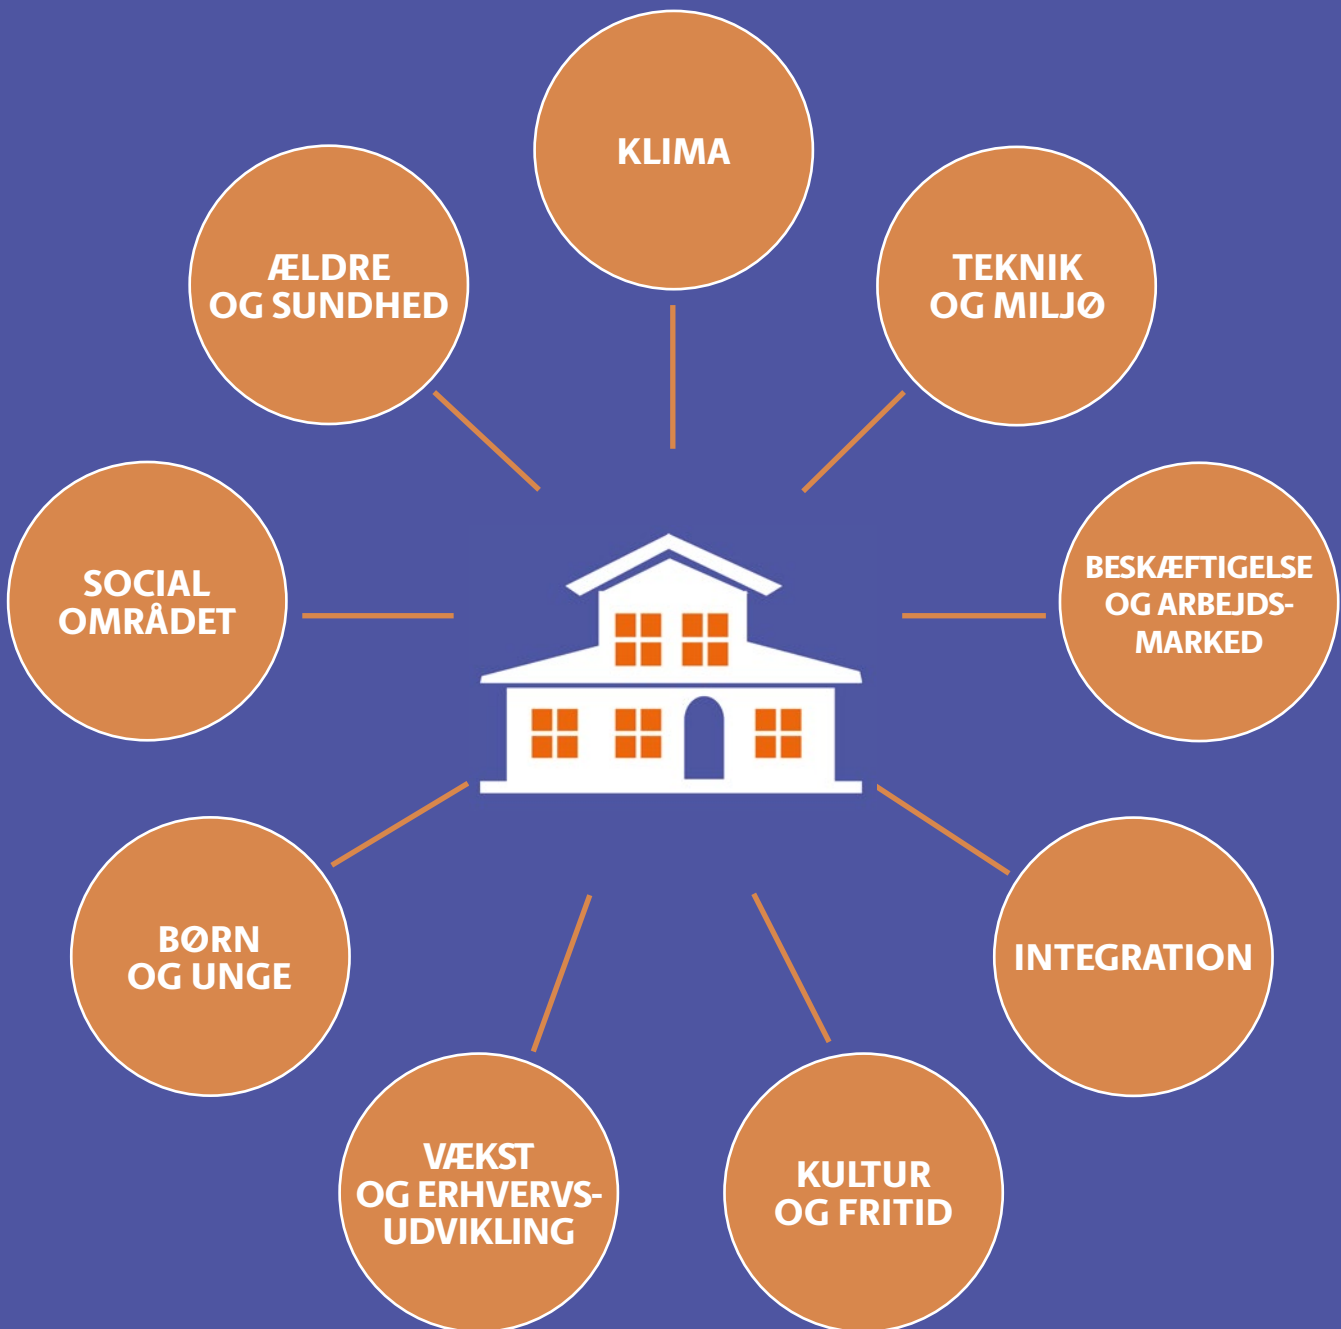 KLIMA
TEKNIK
OG MILJØ
BESKÆFTIGELSE
OG ARBEJDS-
MARKED
INTEGRATION
KULTUR
OG FRITID
VÆKST
OG ERHVERVS-
UDVIKLING
BØRN
OG UNGE
SOCIAL
OMRÅDET
ÆLDRE
OG SUNDHED